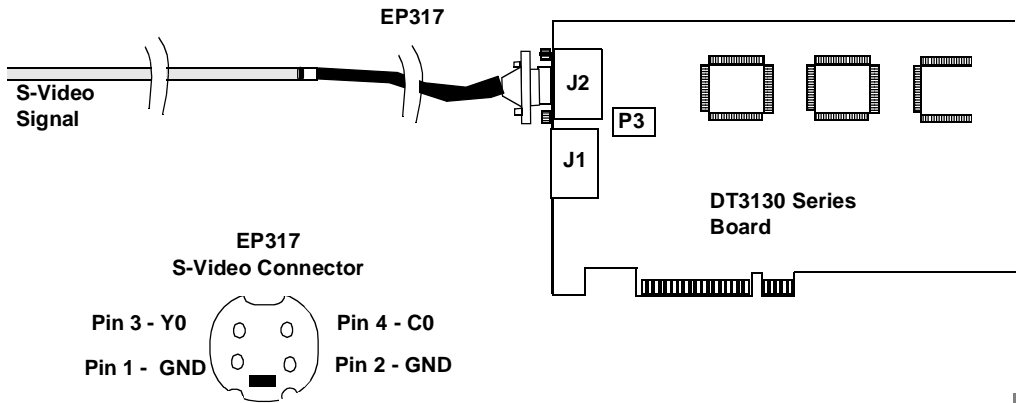 EP317
S-Video
Signal
J2
P3
J1
DT3130 Series
Board
EP317
S-Video Connector
Pin 3 - Y0
Pin 4 - C0
Pin 1 - GND
Pin 2 - GND